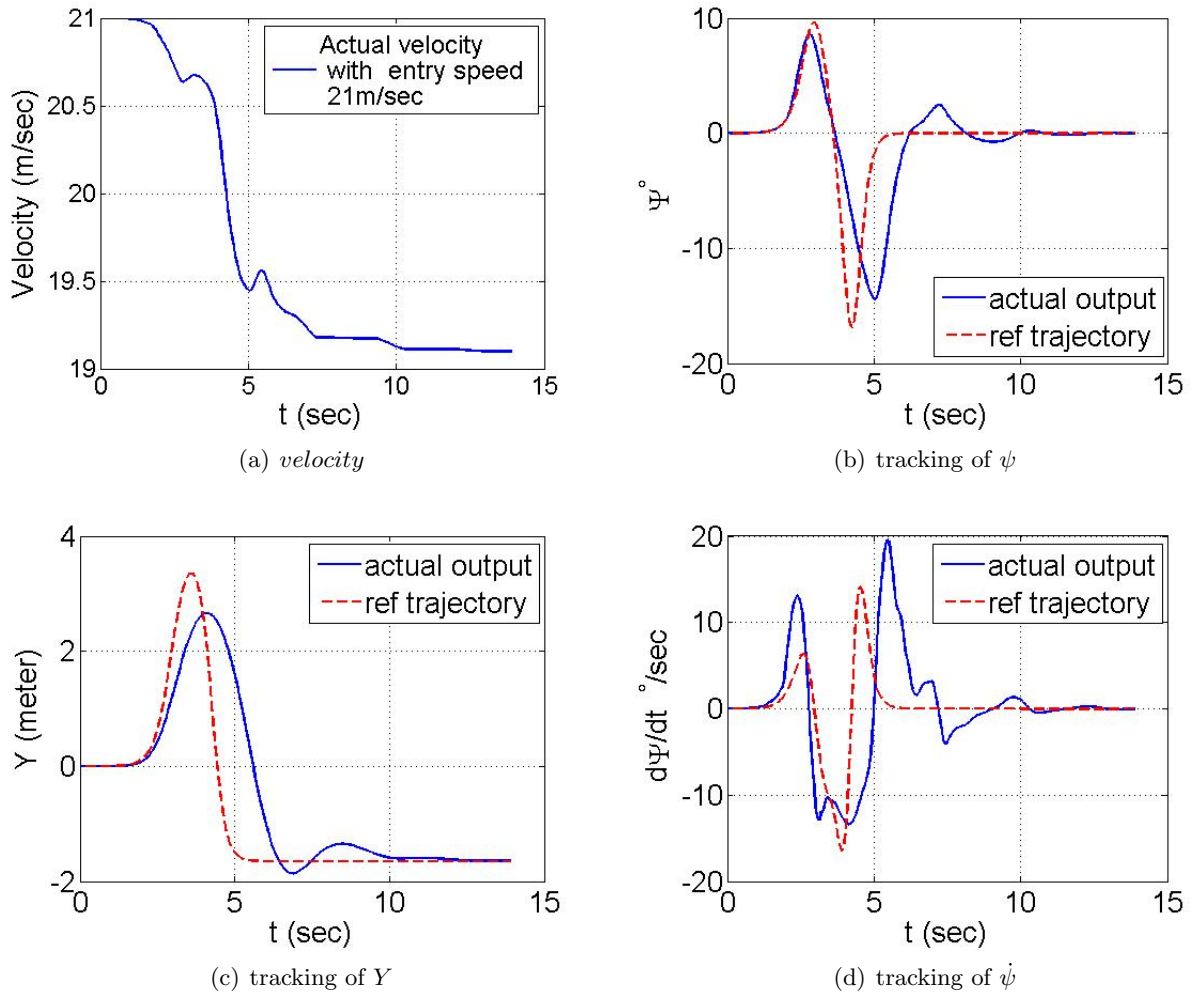 21
20.5
20
19.5
19
0
5
10
15
Velocity (m/sec)
t (sec)
Actual velocity
with entry speed
21m/sec
(a) velocity
10
0
-10
-20
0
5
10
15
Ψ°
t (sec)
actual output
ref trajectory
(b) tracking of ψ
4
2
0
-2
0
5
10
15
Y (meter)
t (sec)
actual output
ref trajectory
(c) tracking of Y
20
10
0
-10
-20
0
5
10
15
dΨ/dt °/sec
t (sec)
actual output
ref trajectory
(d) tracking of ψ̇